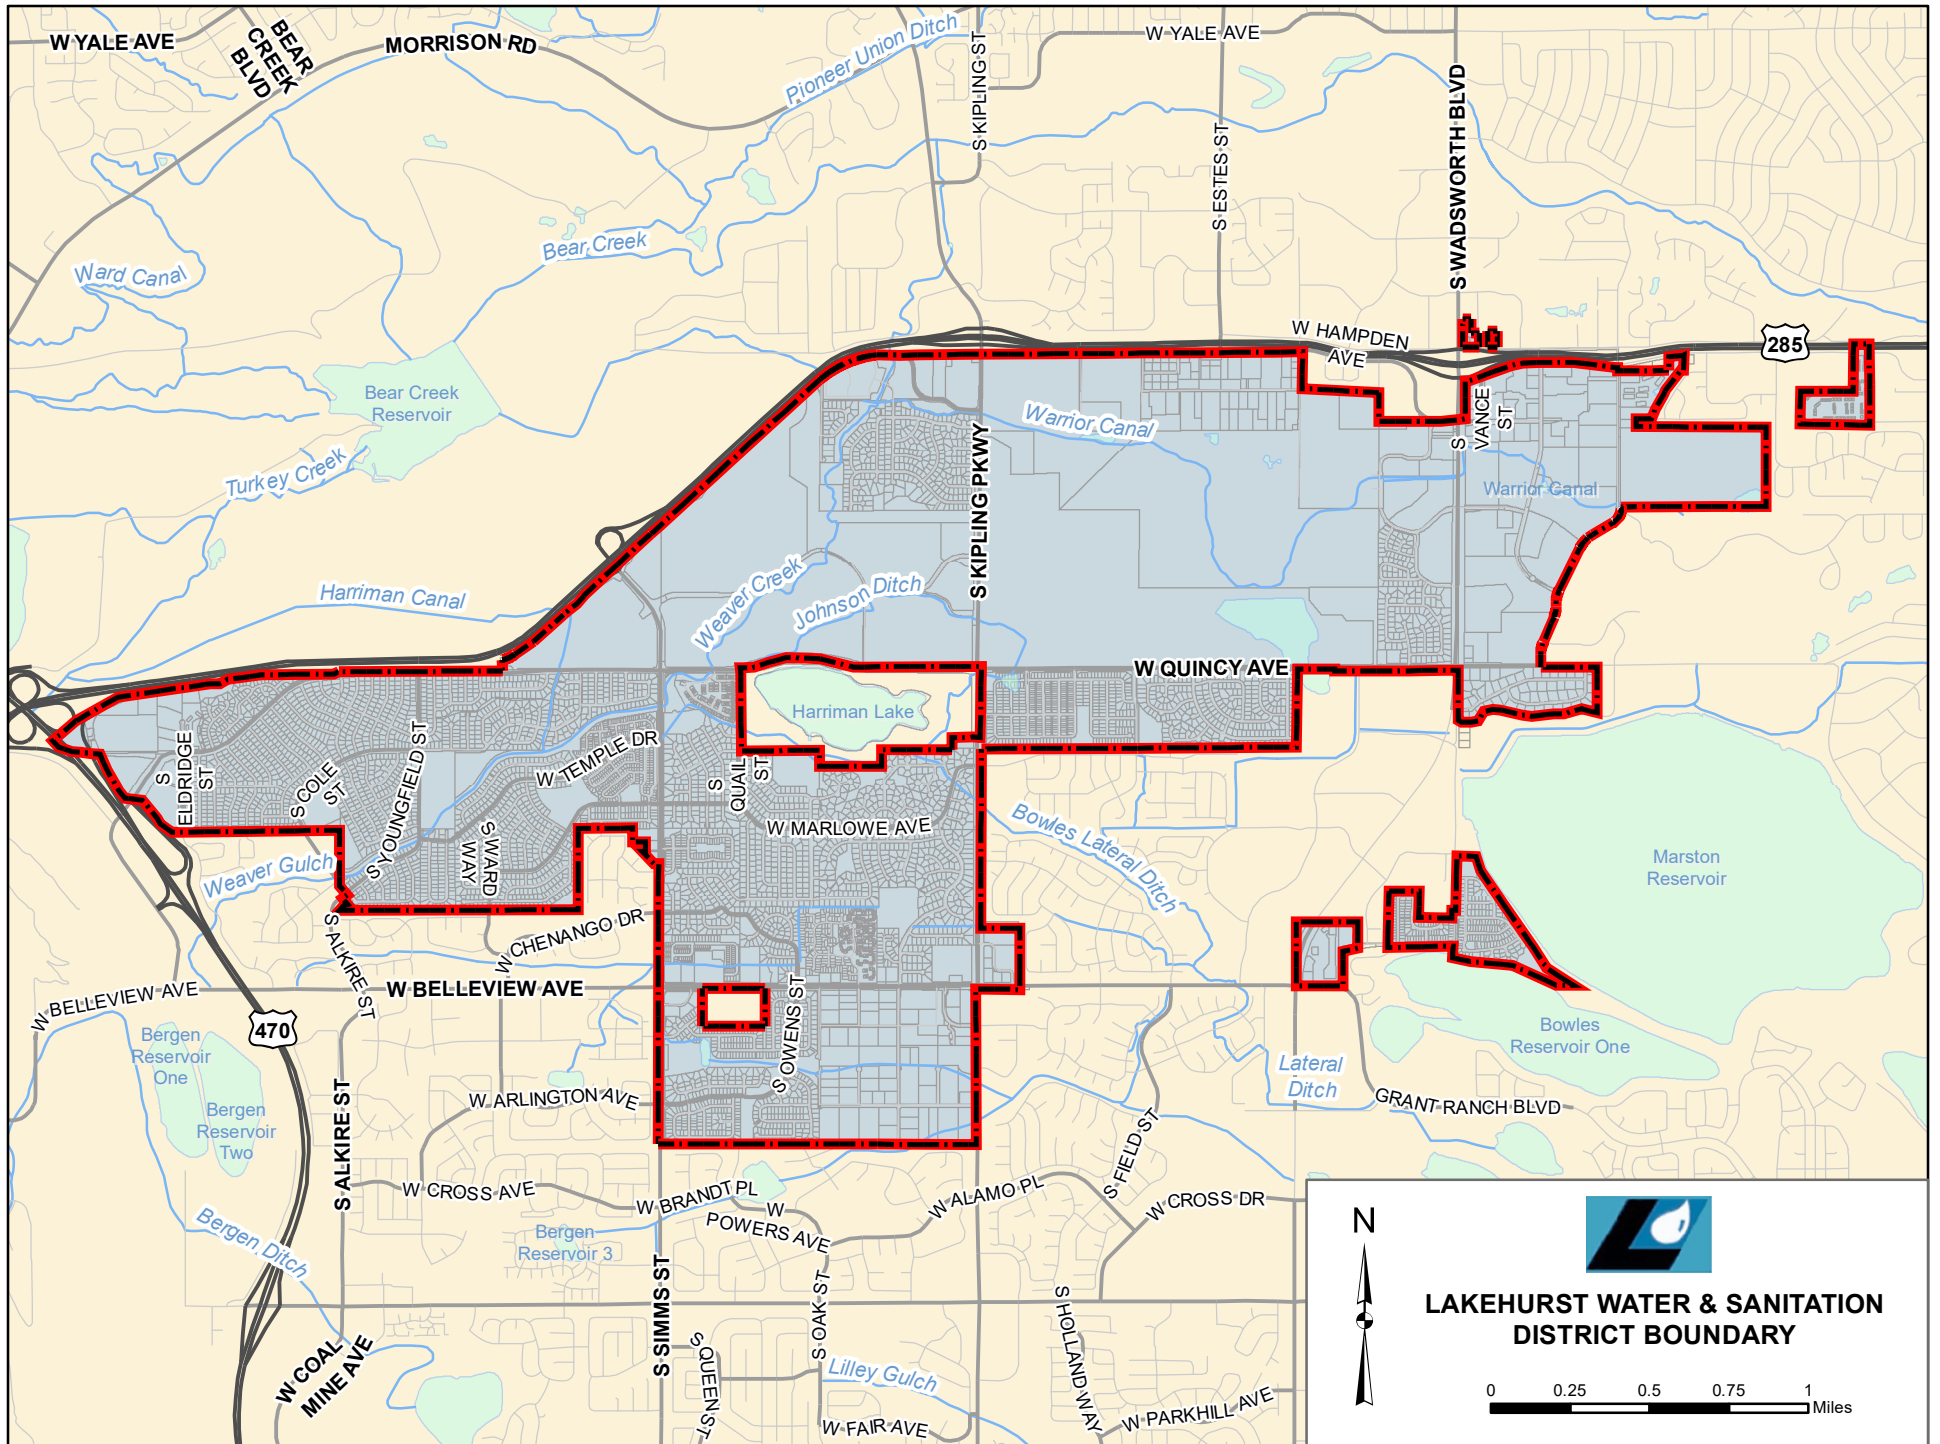 W YALE AVE
BEAR
CREEK
BLVD
MORRISON RD
Pioneer Union Ditch
S KIPLING ST
W YALE AVE
S ESTES ST
S WADSWORTH BLVD
Ward Canal
Bear Creek
W HAMPDEN
AVE
285
Bear Creek
Reservoir
Turkey Creek
Warrior Canal
S
VANCE
ST
Warrior Canal
S KIPLING PKWY
Harriman Canal
Weaver Creek
Johnson Ditch
W QUINCY AVE
Harriman Lake
S
ELDRIDGE
ST
S COLE
ST
S YOUNGFIELD ST
W TEMPLE DR
S
QUAIL
ST
W MARLOWE AVE
S WARD
WAY
Weaver Gulch
Bowles Lateral Ditch
Marston
Reservoir
S ALKIRE ST
W CHENANGO DR
W BELLEVIEW AVE
W BELLEVIEW AVE
470
S OWENS ST
Bergen
Reservoir
One
Bergen
Reservoir
Two
Bowles
Reservoir One
Lateral
Ditch
GRANT RANCH BLVD
W ARLINGTON AVE
S ALKIRE ST
W CROSS AVE
W BRANDT PL
W
POWERS AVE
W ALAMO PL
S FIELD ST
W CROSS DR
Bergen Ditch
Bergen
Reservoir 3
S SIMMS ST
S OAK ST
S HOLLAND WAY
W COAL
MINE AVE
S QUEEN ST
Lilley Gulch
W FAIR AVE
W PARKHILL AVE
N
LAKEHURST WATER & SANITATION
DISTRICT BOUNDARY
0 0.25 0.5 0.75 1
Miles